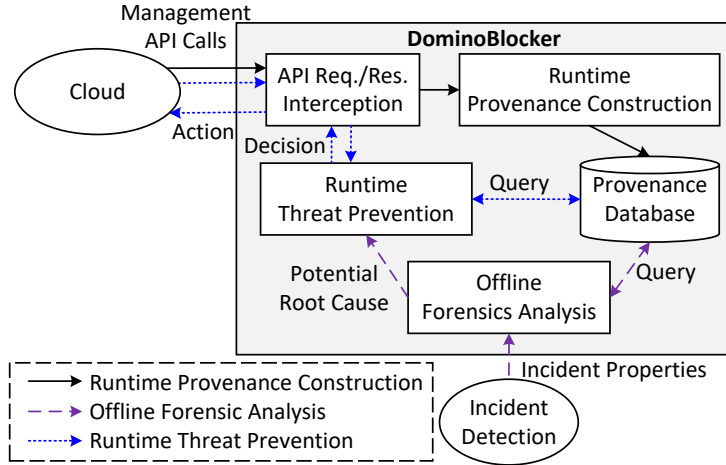 Management
API Calls
DominoBlocker
Cloud
API Req./Res.
Interception
Runtime
Provenance Construction
Action
Decision
Runtime
Threat Prevention
Query
Provenance
Database
Potential
Root Cause
Offline
Forensics Analysis
Query
Incident Properties
Incident
Detection
Runtime Provenance Construction
Offline Forensic Analysis
Runtime Threat Prevention